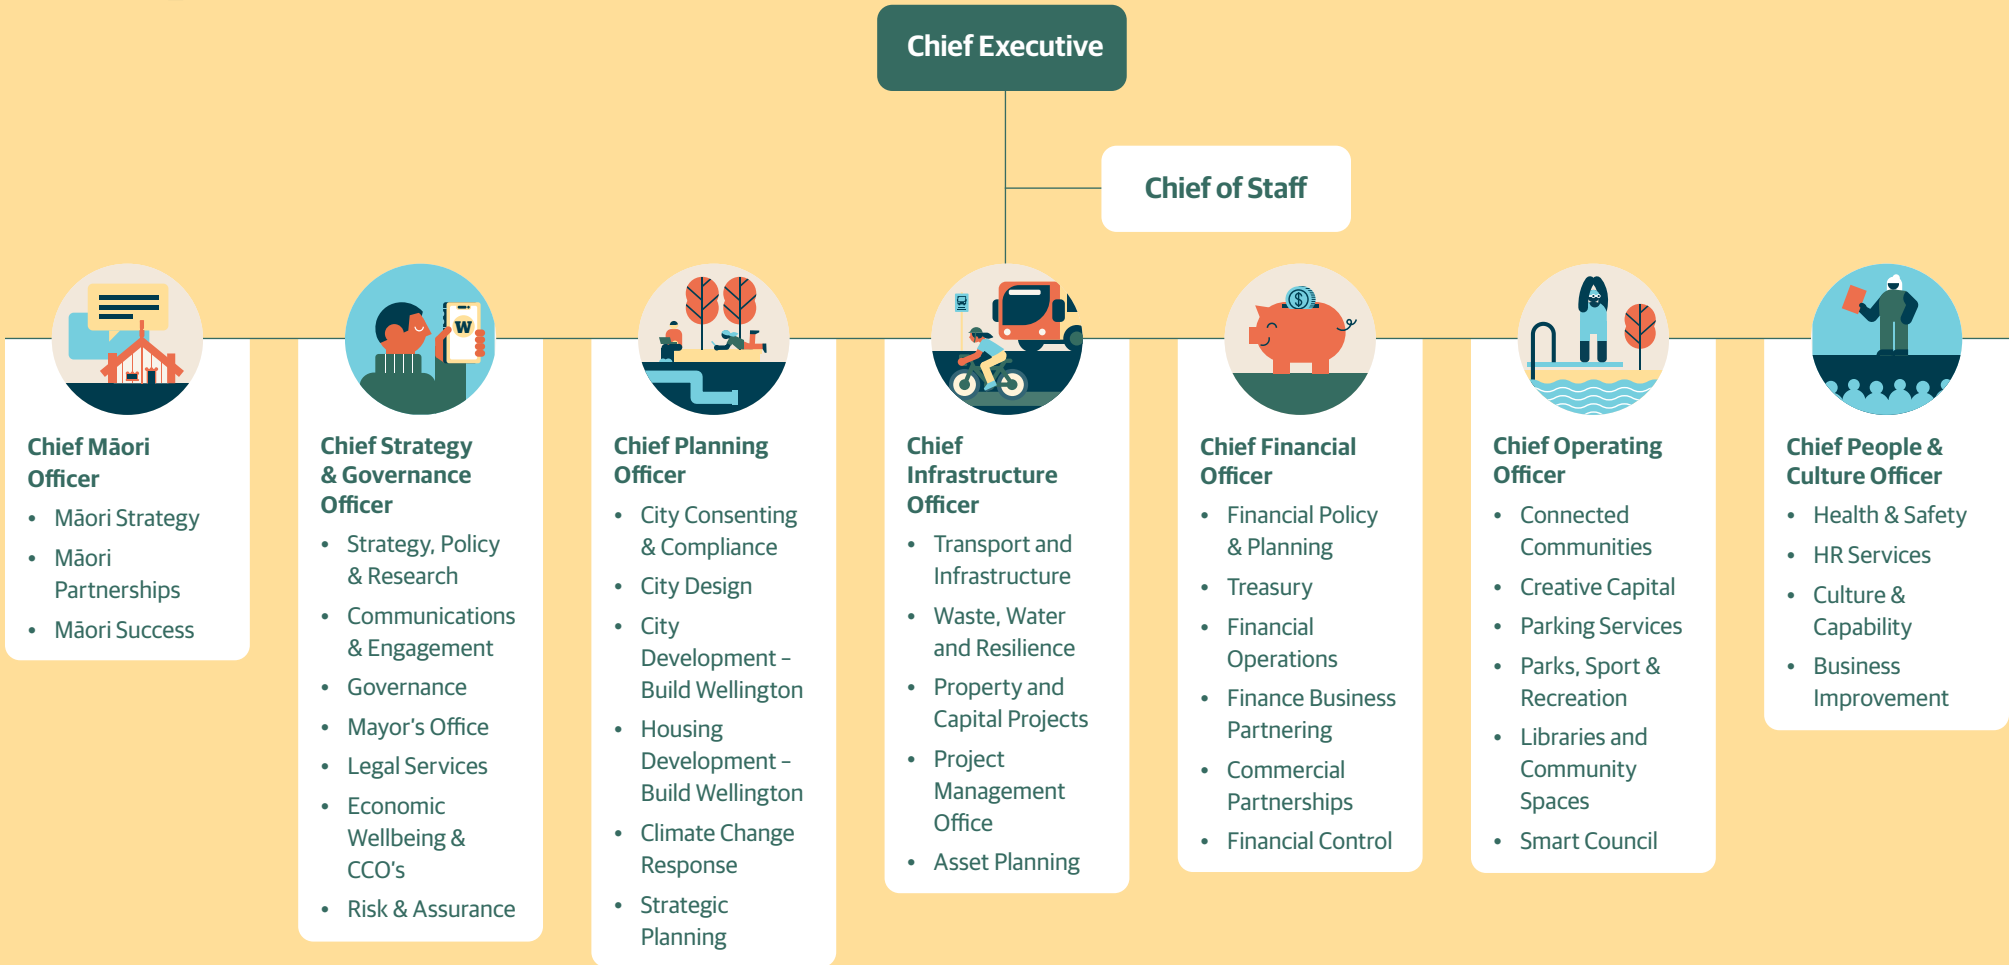 Chief Executive
Chief of Staff
W
$
Chief Māori
Officer
• Māori Strategy
• Māori
Partnerships
• Māori Success
Chief Strategy
& Governance
Officer
• Strategy, Policy
& Research
• Communications
& Engagement
• Governance
• Mayor's Office
• Legal Services
• Economic
Wellbeing &
CCO's
• Risk & Assurance
Chief Planning
Officer
• City Consenting
& Compliance
• City Design
• City
Development –
Build Wellington
• Housing
Development –
Build Wellington
• Climate Change
Response
• Strategic
Planning
Chief
Infrastructure
Officer
• Transport and
Infrastructure
• Waste, Water
and Resilience
• Property and
Capital Projects
• Project
Management
Office
• Asset Planning
Chief Financial
Officer
• Financial Policy
& Planning
• Treasury
• Financial
Operations
• Finance Business
Partnering
• Commercial
Partnerships
• Financial Control
Chief Operating
Officer
• Connected
Communities
• Creative Capital
• Parking Services
• Parks, Sport &
Recreation
• Libraries and
Community
Spaces
• Smart Council
Chief People &
Culture Officer
• Health & Safety
• HR Services
• Culture &
Capability
• Business
Improvement